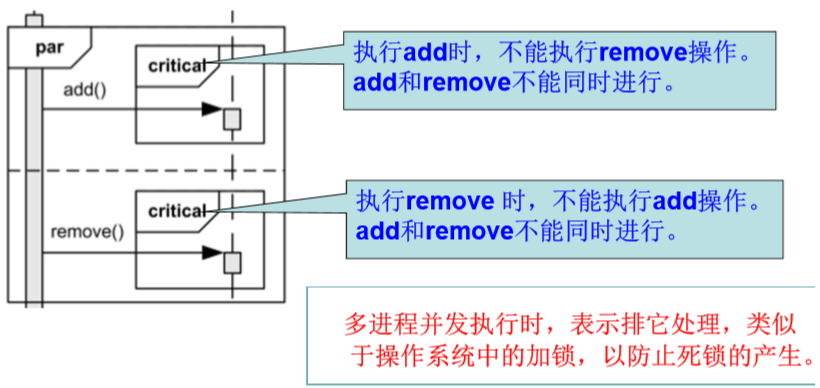 par
critical
执行add时，不能执行remove操作。
add和remove不能同时进行。
add()
critical
执行remove 时，不能执行add操作。
add和remove不能同时进行。
remove()
多进程并发执行时，表示排它处理，类似
于操作系统中的加锁，以防止死锁的产生。